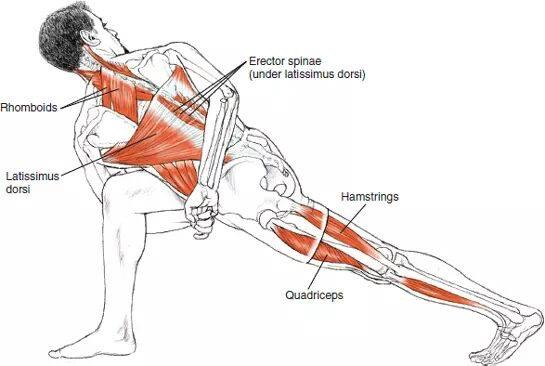 Erector spinae
(under latissimus dorsi)
Rhomboids
Latissimus
dorsi
Hamstrings
Quadriceps